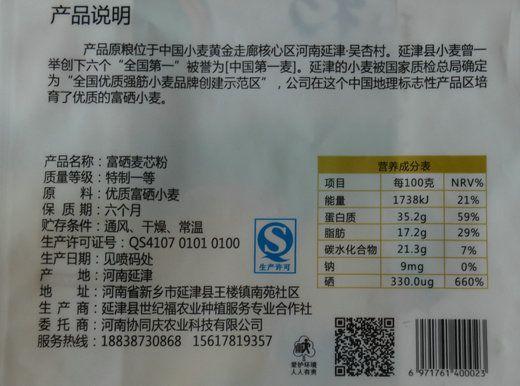 产品说明
产品原粮位于中国小麦黄金走廊核心区河南延津·吴杏村。延津县小麦曾一
举创下六个“全国第一”被誉为[中国第一麦]。延津的小麦被国家质检总局确定
为“全国优质强筋小麦品牌创建示范区”，公司在这个中国地理标志性产品区培
育了优质的富硒小麦。
产品名称：富硒麦芯粉
质量等级：特制一等
原 料：优质富硒小麦
保 质 期：六个月
贮存条件：通风、干燥、常温
生产许可证号：QS4107 0101 0100
生产日期：见喷码处
产 地：河南延津
地 址：河南省新乡市延津县王楼镇南苑社区
生 产 商：延津县世纪福农业种植服务专业合作社
委 托 商：河南协同庆农业科技有限公司
服务热线：18838730868 15617819357
QS
生产许可
营养成分表
项目 每100克 NRV%
能量 1738kJ 21%
蛋白质 35.2g 59%
脂肪 17.2g 29%
碳水化合物 21.3g 7%
钠 9mg 0%
硒 330.0ug 660%
爱护环境
人人有责
6 971761 400023